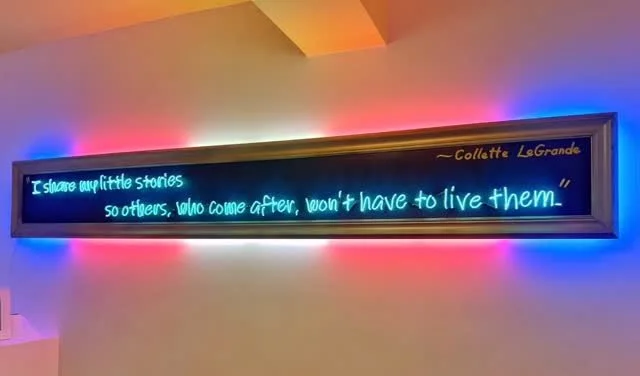 "I share my little stories
so others, who come after, won't have to live them."
~Collette LeGrande